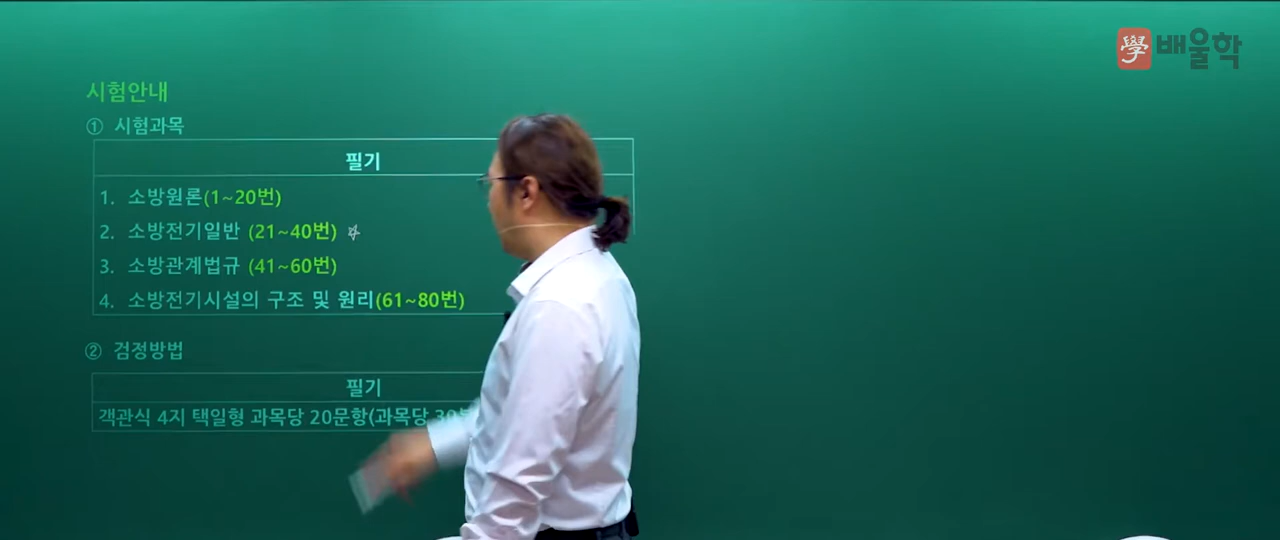 學 배울학
시험안내
① 시험과목
필기
1. 소방원론(1~20번)
2. 소방전기일반 (21~40번) ☆
3. 소방관계법규 (41~60번)
4. 소방전기시설의 구조 및 원리(61~80번)
② 검정방법
필기
객관식 4지 택일형 과목당 20문항(과목당